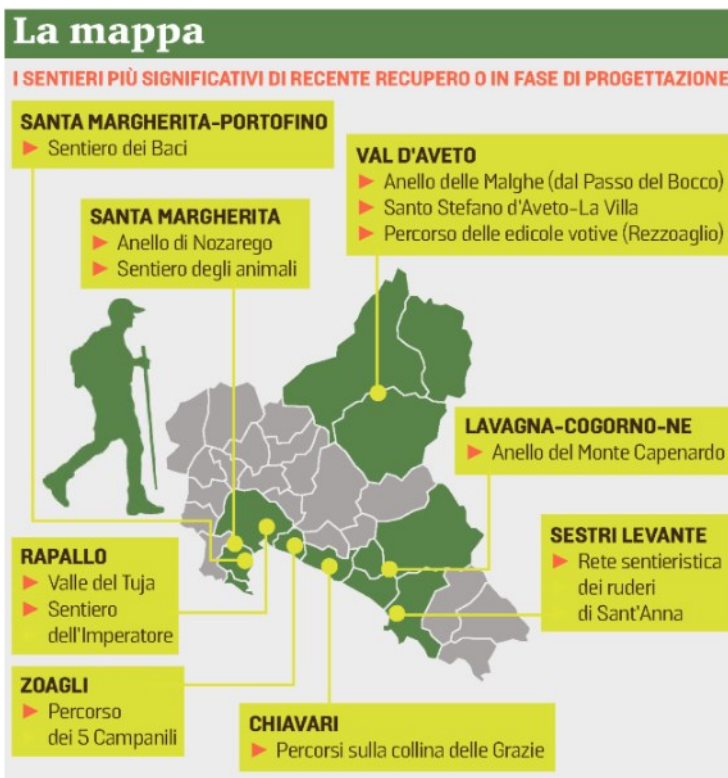 La mappa
I SENTIERI PIÙ SIGNIFICATIVI DI RECENTE RECUPERO O IN FASE DI PROGETTAZIONE
SANTA MARGHERITA-PORTOFINO
Sentiero dei Baci
SANTA MARGHERITA
Anello di Nozarego
Sentiero degli animali
VAL D'AVETO
Anello delle Malghe (dal Passo del Bocco)
Santo Stefano d'Aveto-La Villa
Percorso delle edicole votive (Rezzoaglio)
LAVAGNA-COGORNO-NE
Anello del Monte Capenardo
SESTRI LEVANTE
Rete sentieristica
dei ruderi
di Sant'Anna
RAPALLO
Valle del Tuja
Sentiero
dell'Imperatore
ZOAGLI
Percorso
dei 5 Campanili
CHIAVARI
Percorsi sulla collina delle Grazie